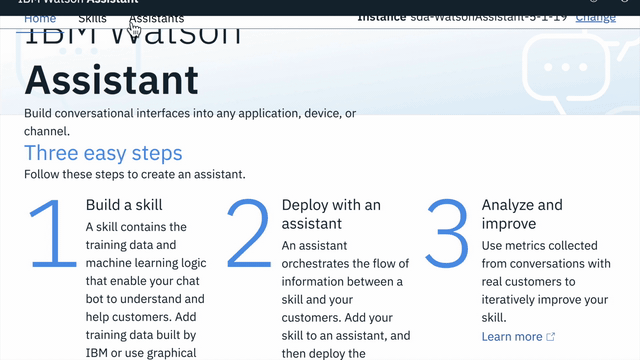 IBM Watson Assistant
Home Skills Assistants Instance sda-WatsonAssistant-5-1-19 Change
IBM Watson
Assistant
Build conversational interfaces into any application, device, or
channel.
Three easy steps
Follow these steps to create an assistant.
1
Build a skill
A skill contains the
training data and
machine learning logic
that enable your chat
bot to understand and
help customers. Add
training data built by
IBM or use graphical
2
Deploy with an
assistant
An assistant
orchestrates the flow of
information between a
skill and your
customers. Add your
skill to an assistant, and
then deploy the
3
Analyze and
improve
Use metrics collected
from conversations with
real customers to
iteratively improve your
skill.
Learn more